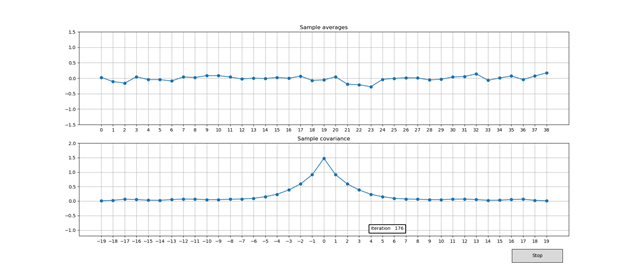 Sample averages
1.5
1.0
0.5
0.0
−0.5
−1.0
−1.5
0 1 2 3 4 5 6 7 8 9 10 11 12 13 14 15 16 17 18 19 20 21 22 23 24 25 26 27 28 29 30 31 32 33 34 35 36 37 38
Sample covariance
2.0
1.5
1.0
0.5
0.0
−0.5
−1.0
Iteration 176
−19 −18 −17 −16 −15 −14 −13 −12 −11 −10 −9 −8 −7 −6 −5 −4 −3 −2 −1 0 1 2 3 4 5 6 7 8 9 10 11 12 13 14 15 16 17 18 19
Stop